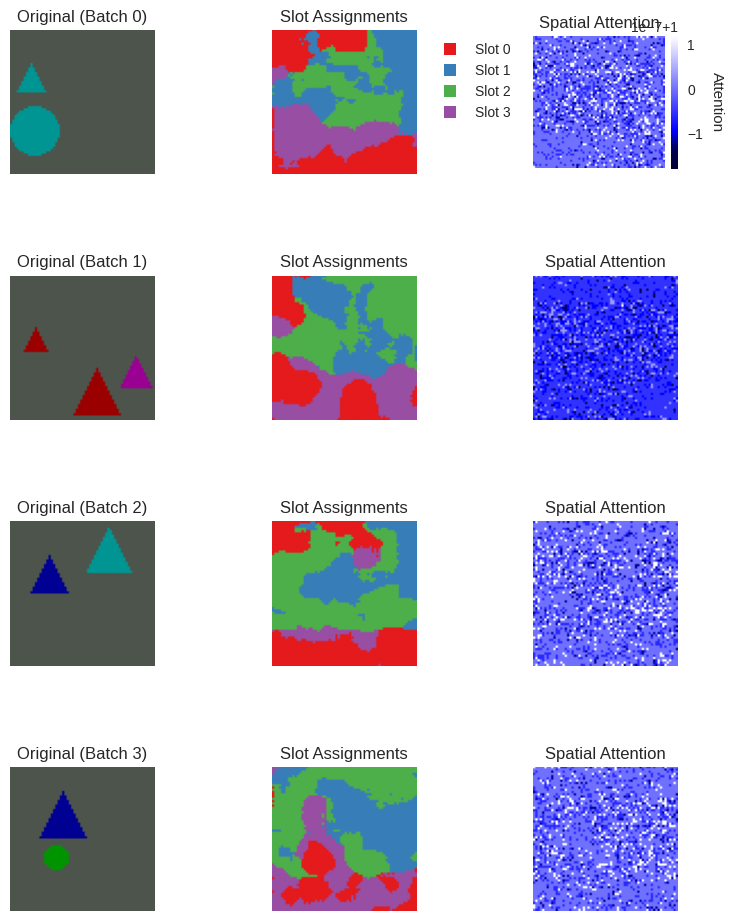 Original (Batch 0)
Slot Assignments
Slot 0
Slot 1
Slot 2
Slot 3
Spatial Attention
1e−7+1
1
0
−1
Attention
Original (Batch 1)
Slot Assignments
Spatial Attention
Original (Batch 2)
Slot Assignments
Spatial Attention
Original (Batch 3)
Slot Assignments
Spatial Attention